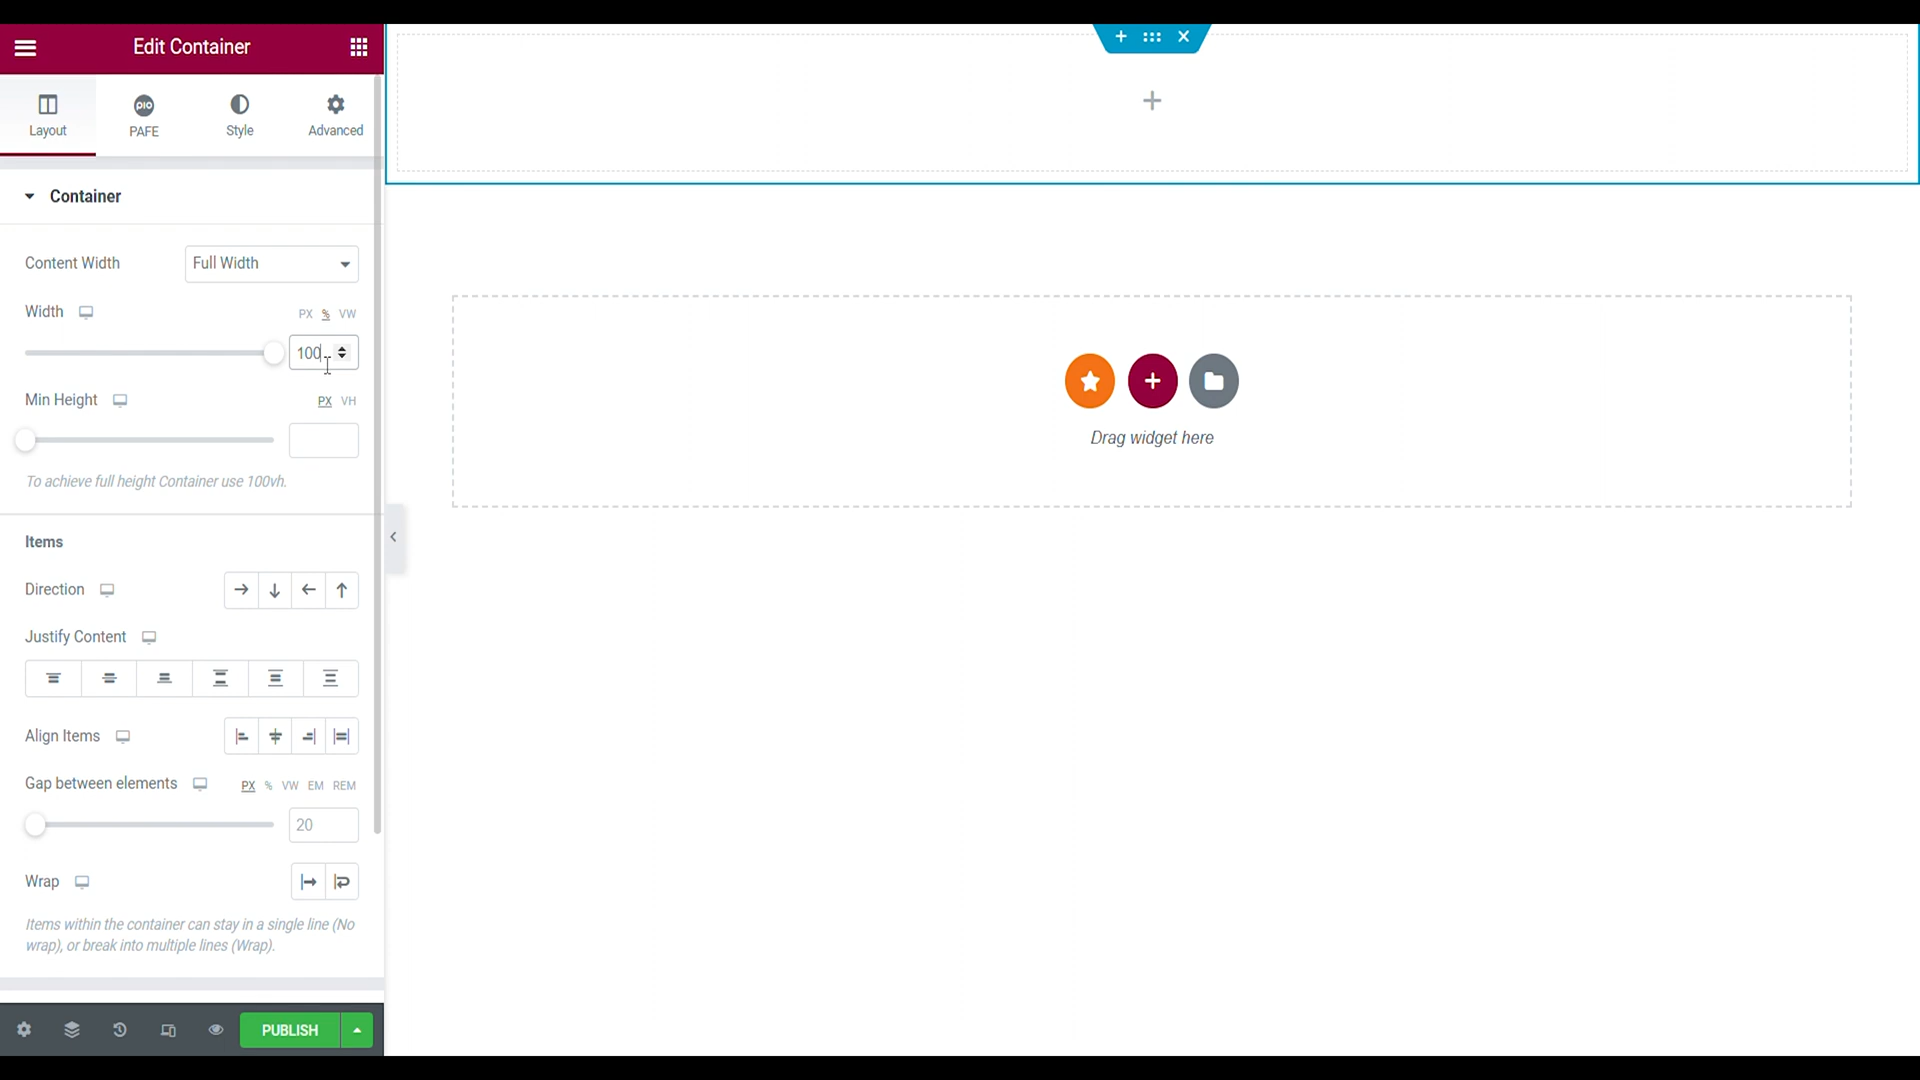 Edit Container
Layout
PAFE
Style
Advanced
Container
Content Width
Full Width
Width
PX % VW
100
Min Height
PX VH
To achieve full height Container use 100vh.
Items
Direction
Justify Content
Align Items
Gap between elements
PX % VW EM REM
20
Wrap
Items within the container can stay in a single line (No
wrap), or break into multiple lines (Wrap).
PUBLISH
Drag widget here